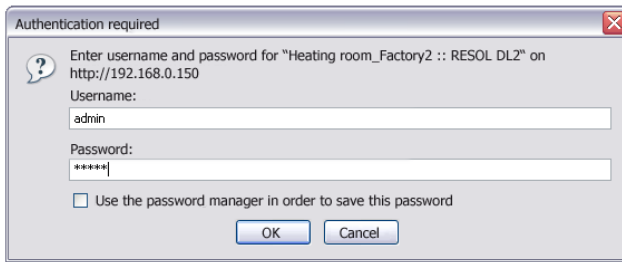 Authentication required
Enter username and password for “Heating room_Factory2 :: RESOL DL2“ on
http://192.168.0.150
Username:
admin
Password:
*****
Use the password manager in order to save this password
OK
Cancel